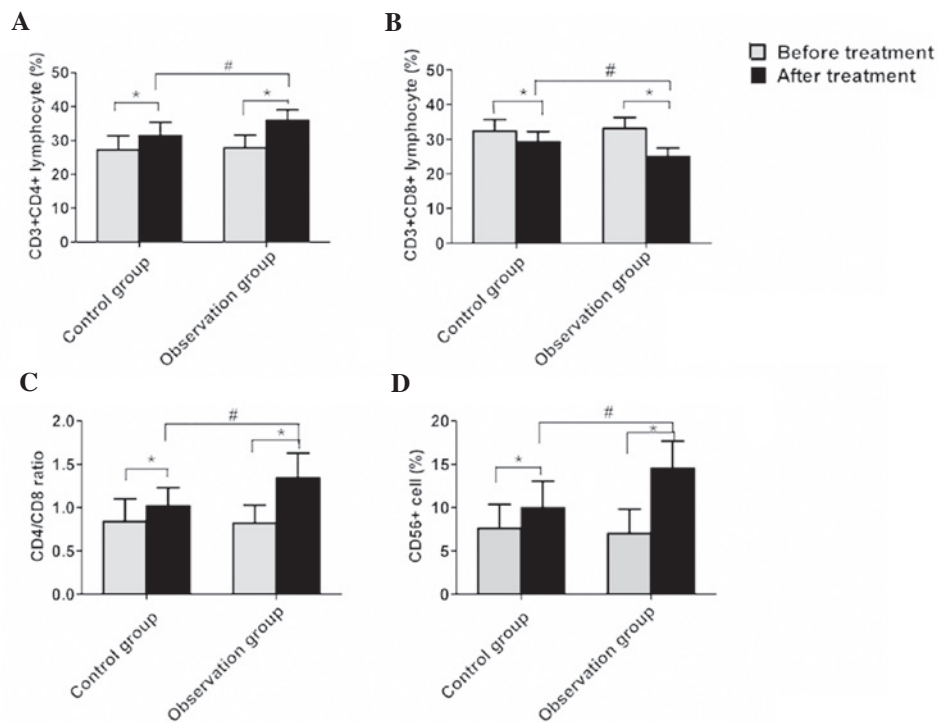 A
B
Before treatment
After treatment
CD3+CD4+ lymphocyte (%)
50
40
30
20
10
0
*
*
#
Control group
Observation group
CD3+CD8+ lymphocyte (%)
50
40
30
20
10
0
*
*
#
Control group
Observation group
C
D
CD4/CD8 ratio
2.0
1.5
1.0
0.5
0.0
*
*
#
Control group
Observation group
CD56+ cell (%)
20
15
10
5
0
*
*
#
Control group
Observation group